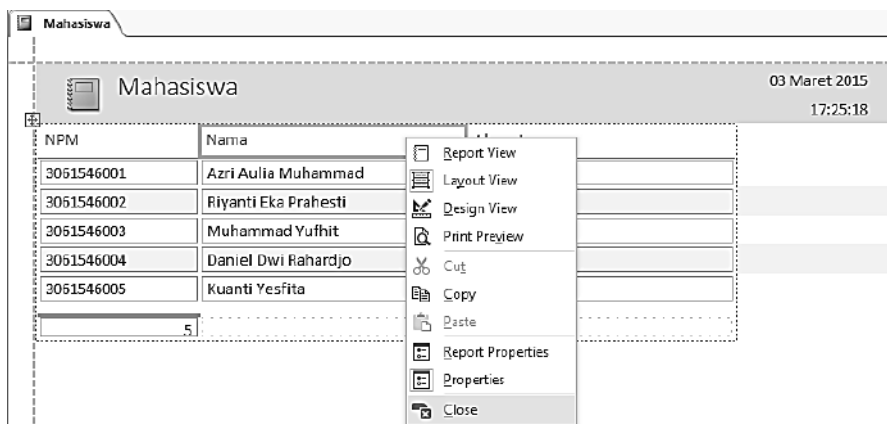 Mahasiswa
Mahasiswa
03 Maret 2015
17:25:18
NPM Nama
3061546001 Azri Aulia Muhammad
3061546002 Riyanti Eka Prahesti
3061546003 Muhammad Yufhit
3061546004 Daniel Dwi Rahardjo
3061546005 Kuanti Yesfita
5
Report View
Layout View
Design View
Print Preview
Cut
Copy
Paste
Report Properties
Properties
Close